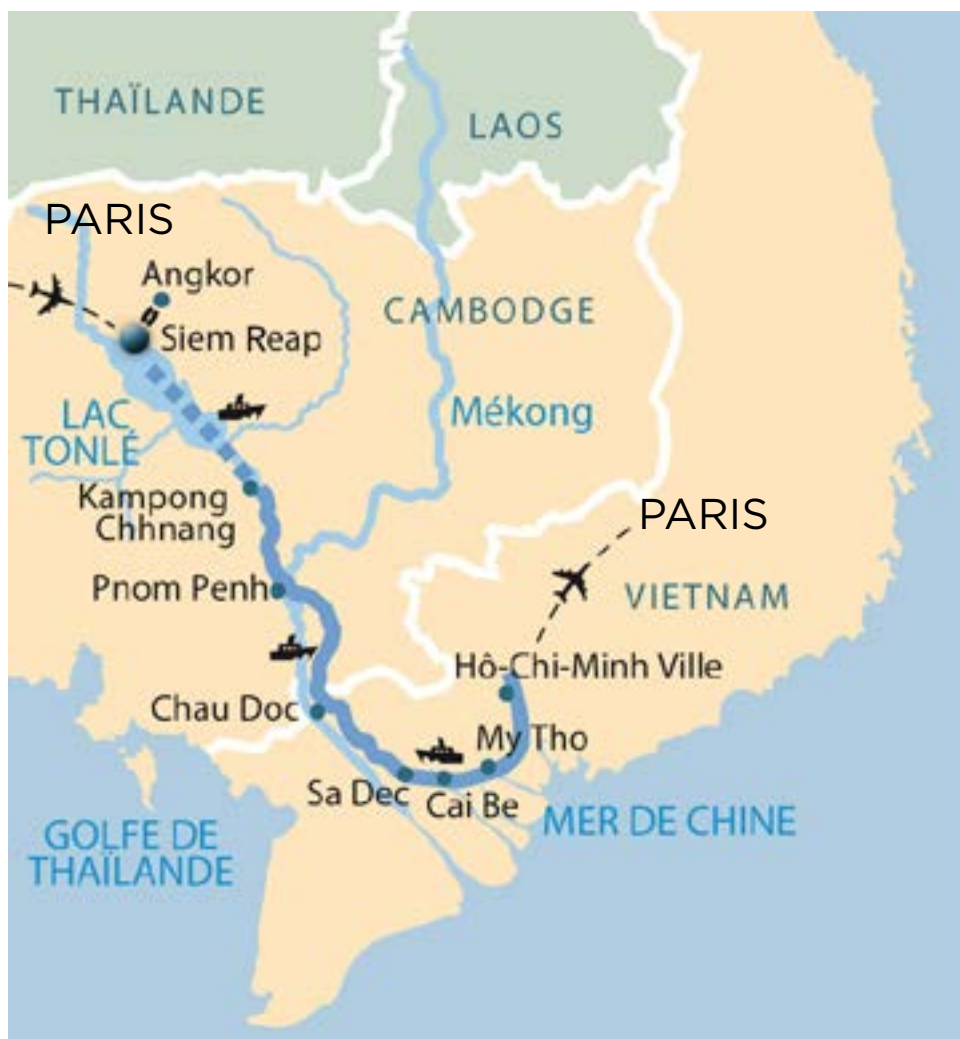 THAÏLANDE
LAOS
PARIS
Angkor
CAMBODGE
Siem Reap
LAC
TONLÉ
Mékong
Kampong
Chhnang
PARIS
Pnom Penh
VIETNAM
Hô-Chi-Minh Ville
Chau Doc
My Tho
Sa Dec
Cai Be
MER DE CHINE
GOLFE DE
THAÏLANDE